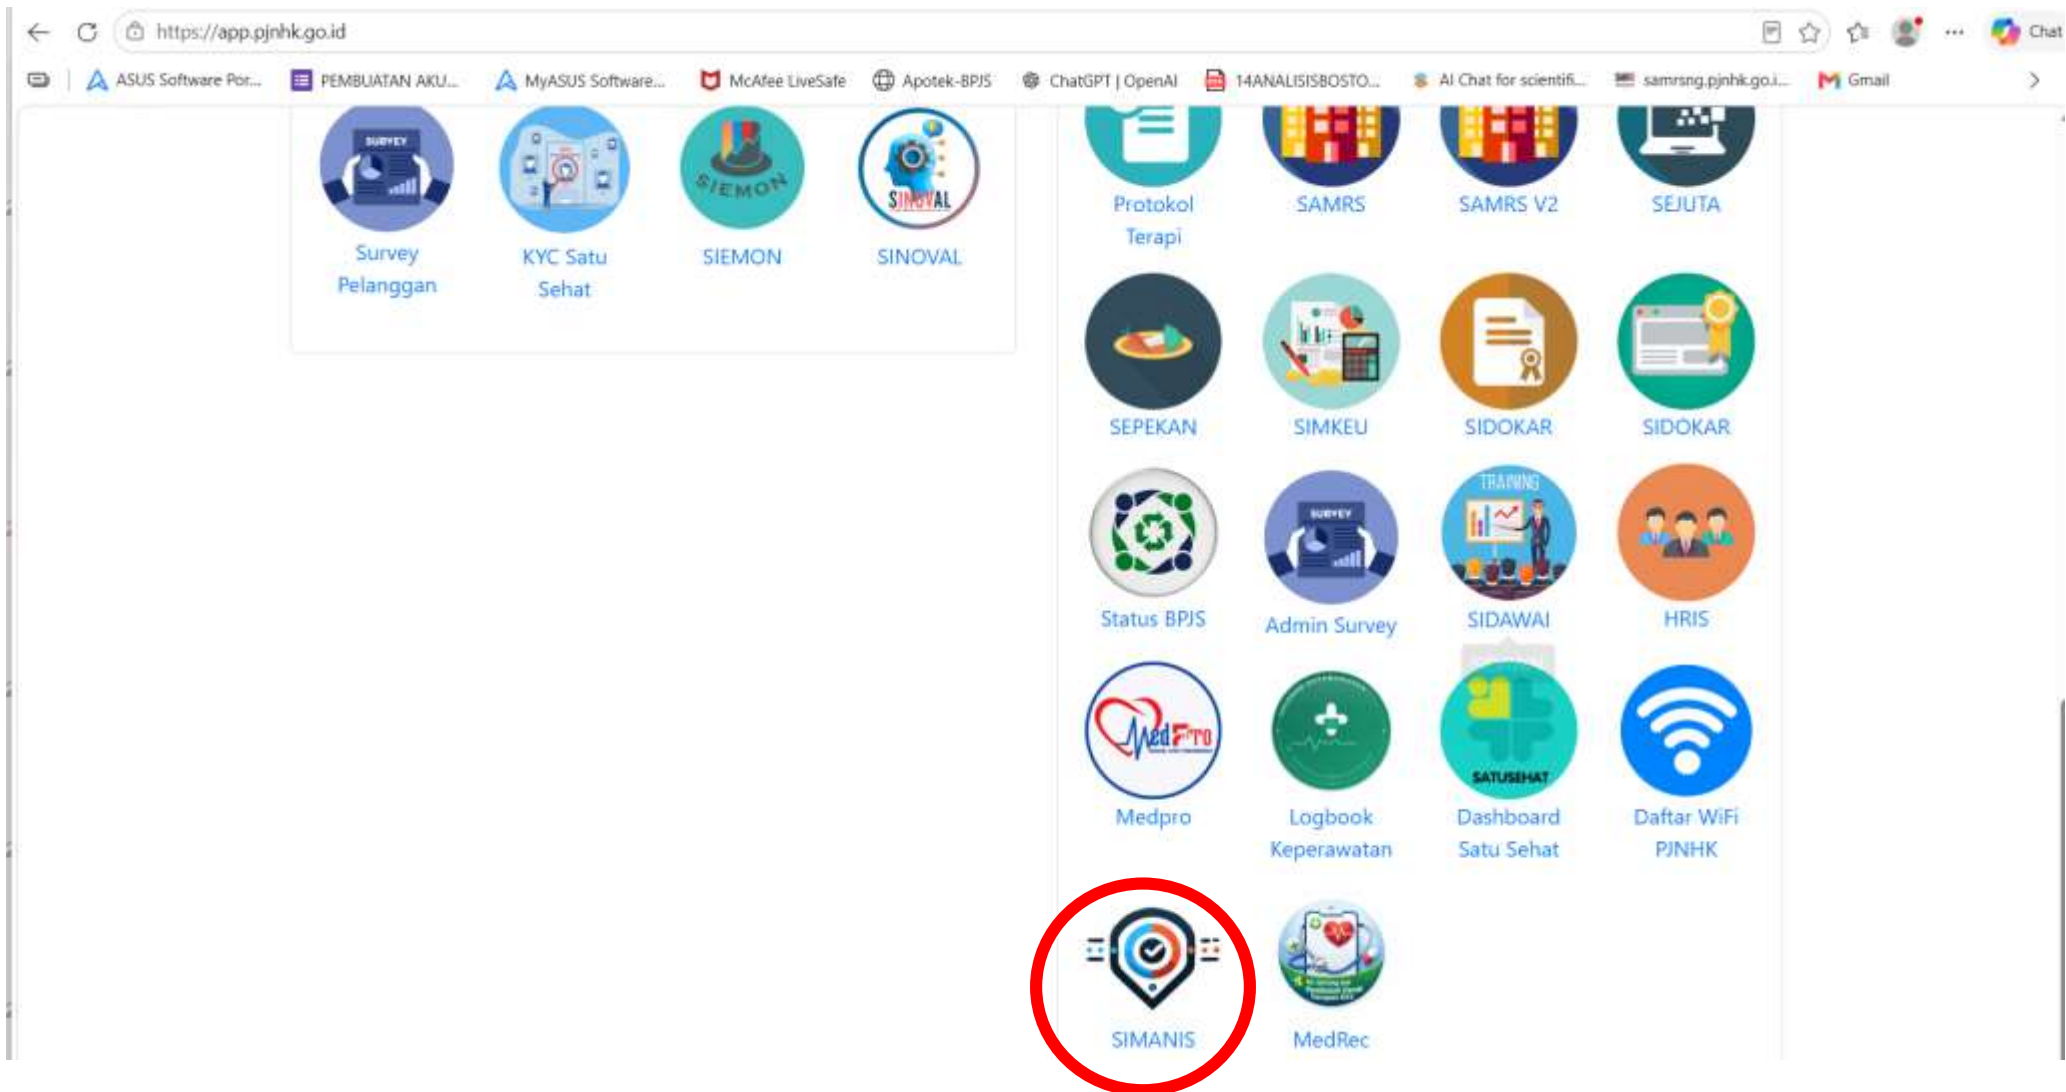 https://app.pjnhk.go.id
Chat
ASUS Software Por...
PEMBUATAN AKU...
MyASUS Software...
McAfee LiveSafe
Apotek-BPJS
ChatGPT | OpenAI
14ANALISISBOSTO...
AI Chat for scientifi...
samrsng.pjnhk.go.i...
Gmail
SURVEY
SIEMON
SINOVAL
Survey
Pelanggan
KYC Satu
Sehat
SIEMON
SINOVAL
Protokol
Terapi
SAMRS
SAMRS V2
SEJUTA
SEPEKAN
SIMKEU
SIDOKAR
SIDOKAR
SURVEY
TRAINING
Status BPJS
Admin Survey
SIDAWAI
HRIS
MedPro
SATUSEHAT
Medpro
Logbook
Keperawatan
Dashboard
Satu Sehat
Daftar WiFi
PJNHK
SIMANIS
MedRec